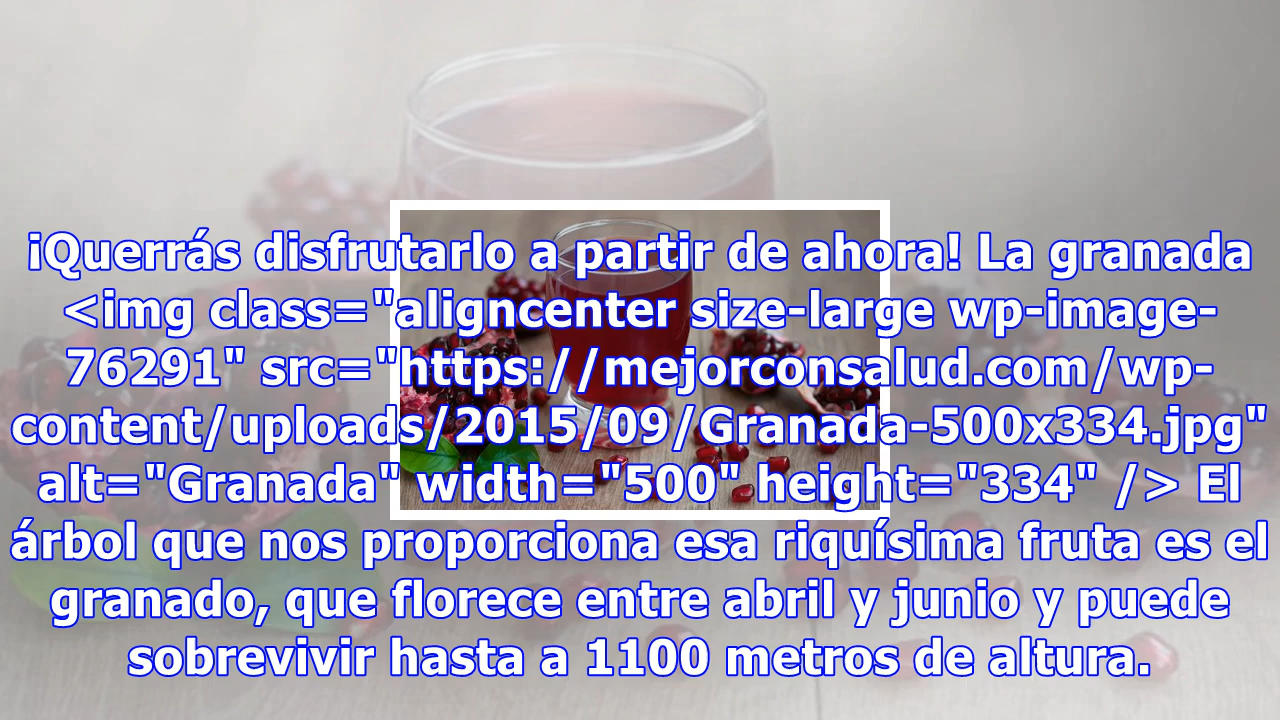 ¡Querrás disfrutarlo a partir de ahora! La granada
<img class="aligncenter size-large wp-image-
76291" src="https://mejorconsalud.com/wp-
content/uploads/2015/09/Granada-500x334.jpg"
alt="Granada" width="500" height="334" /> El
árbol que nos proporciona esa riquísima fruta es el
granado, que florece entre abril y junio y puede
sobrevivir hasta a 1100 metros de altura.